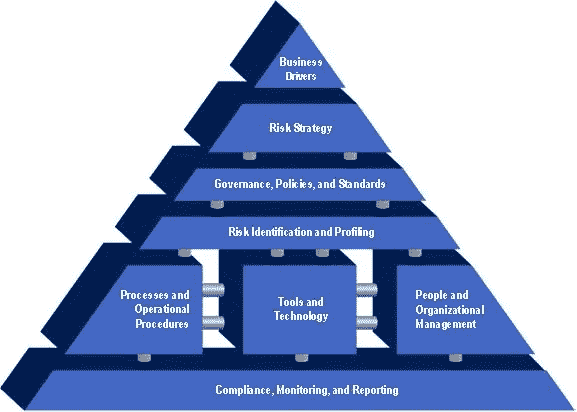 Business
Drivers
Risk Strategy
Governance, Policies, and Standards
Risk Identification and Profiling
Processes and
Operational
Procedures
Tools and
Technology
People and
Organizational
Management
Compliance, Monitoring, and Reporting